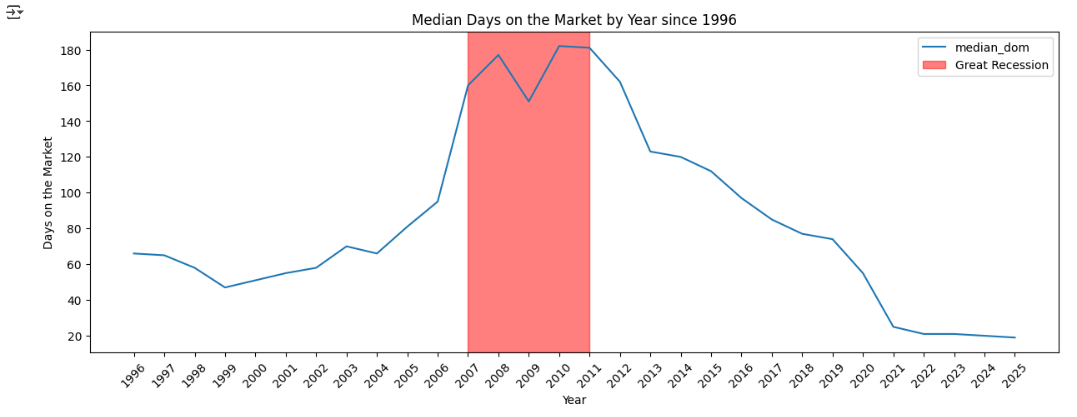 Median Days on the Market by Year since 1996
median_dom
Great Recession
Days on the Market
180
160
140
120
100
80
60
40
20
1996 1997 1998 1999 2000 2001 2002 2003 2004 2005 2006 2007 2008 2009 2010 2011 2012 2013 2014 2015 2016 2017 2018 2019 2020 2021 2022 2023 2024 2025
Year